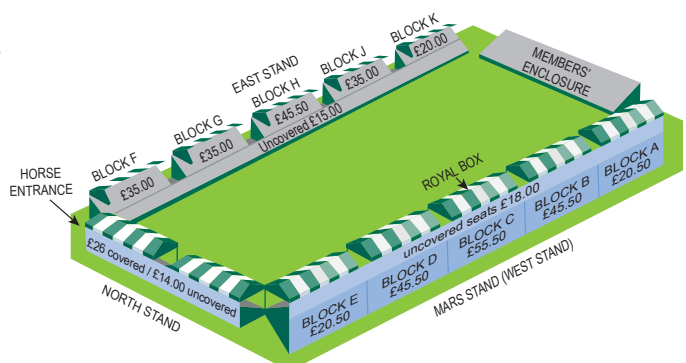 BLOCK K
£20.00
EAST STAND
BLOCK J
£35.00
BLOCK H
£45.50
Uncovered £15.00
BLOCK G
£35.00
BLOCK F
£35.00
MEMBERS'
ENCLOSURE
HORSE
ENTRANCE
ROYAL BOX
uncovered seats £18.00
BLOCK A
£20.50
BLOCK B
£45.50
BLOCK C
£55.50
BLOCK D
£45.50
BLOCK E
£20.50
£26 covered / £14.00 uncovered
NORTH STAND
MARS STAND (WEST STAND)